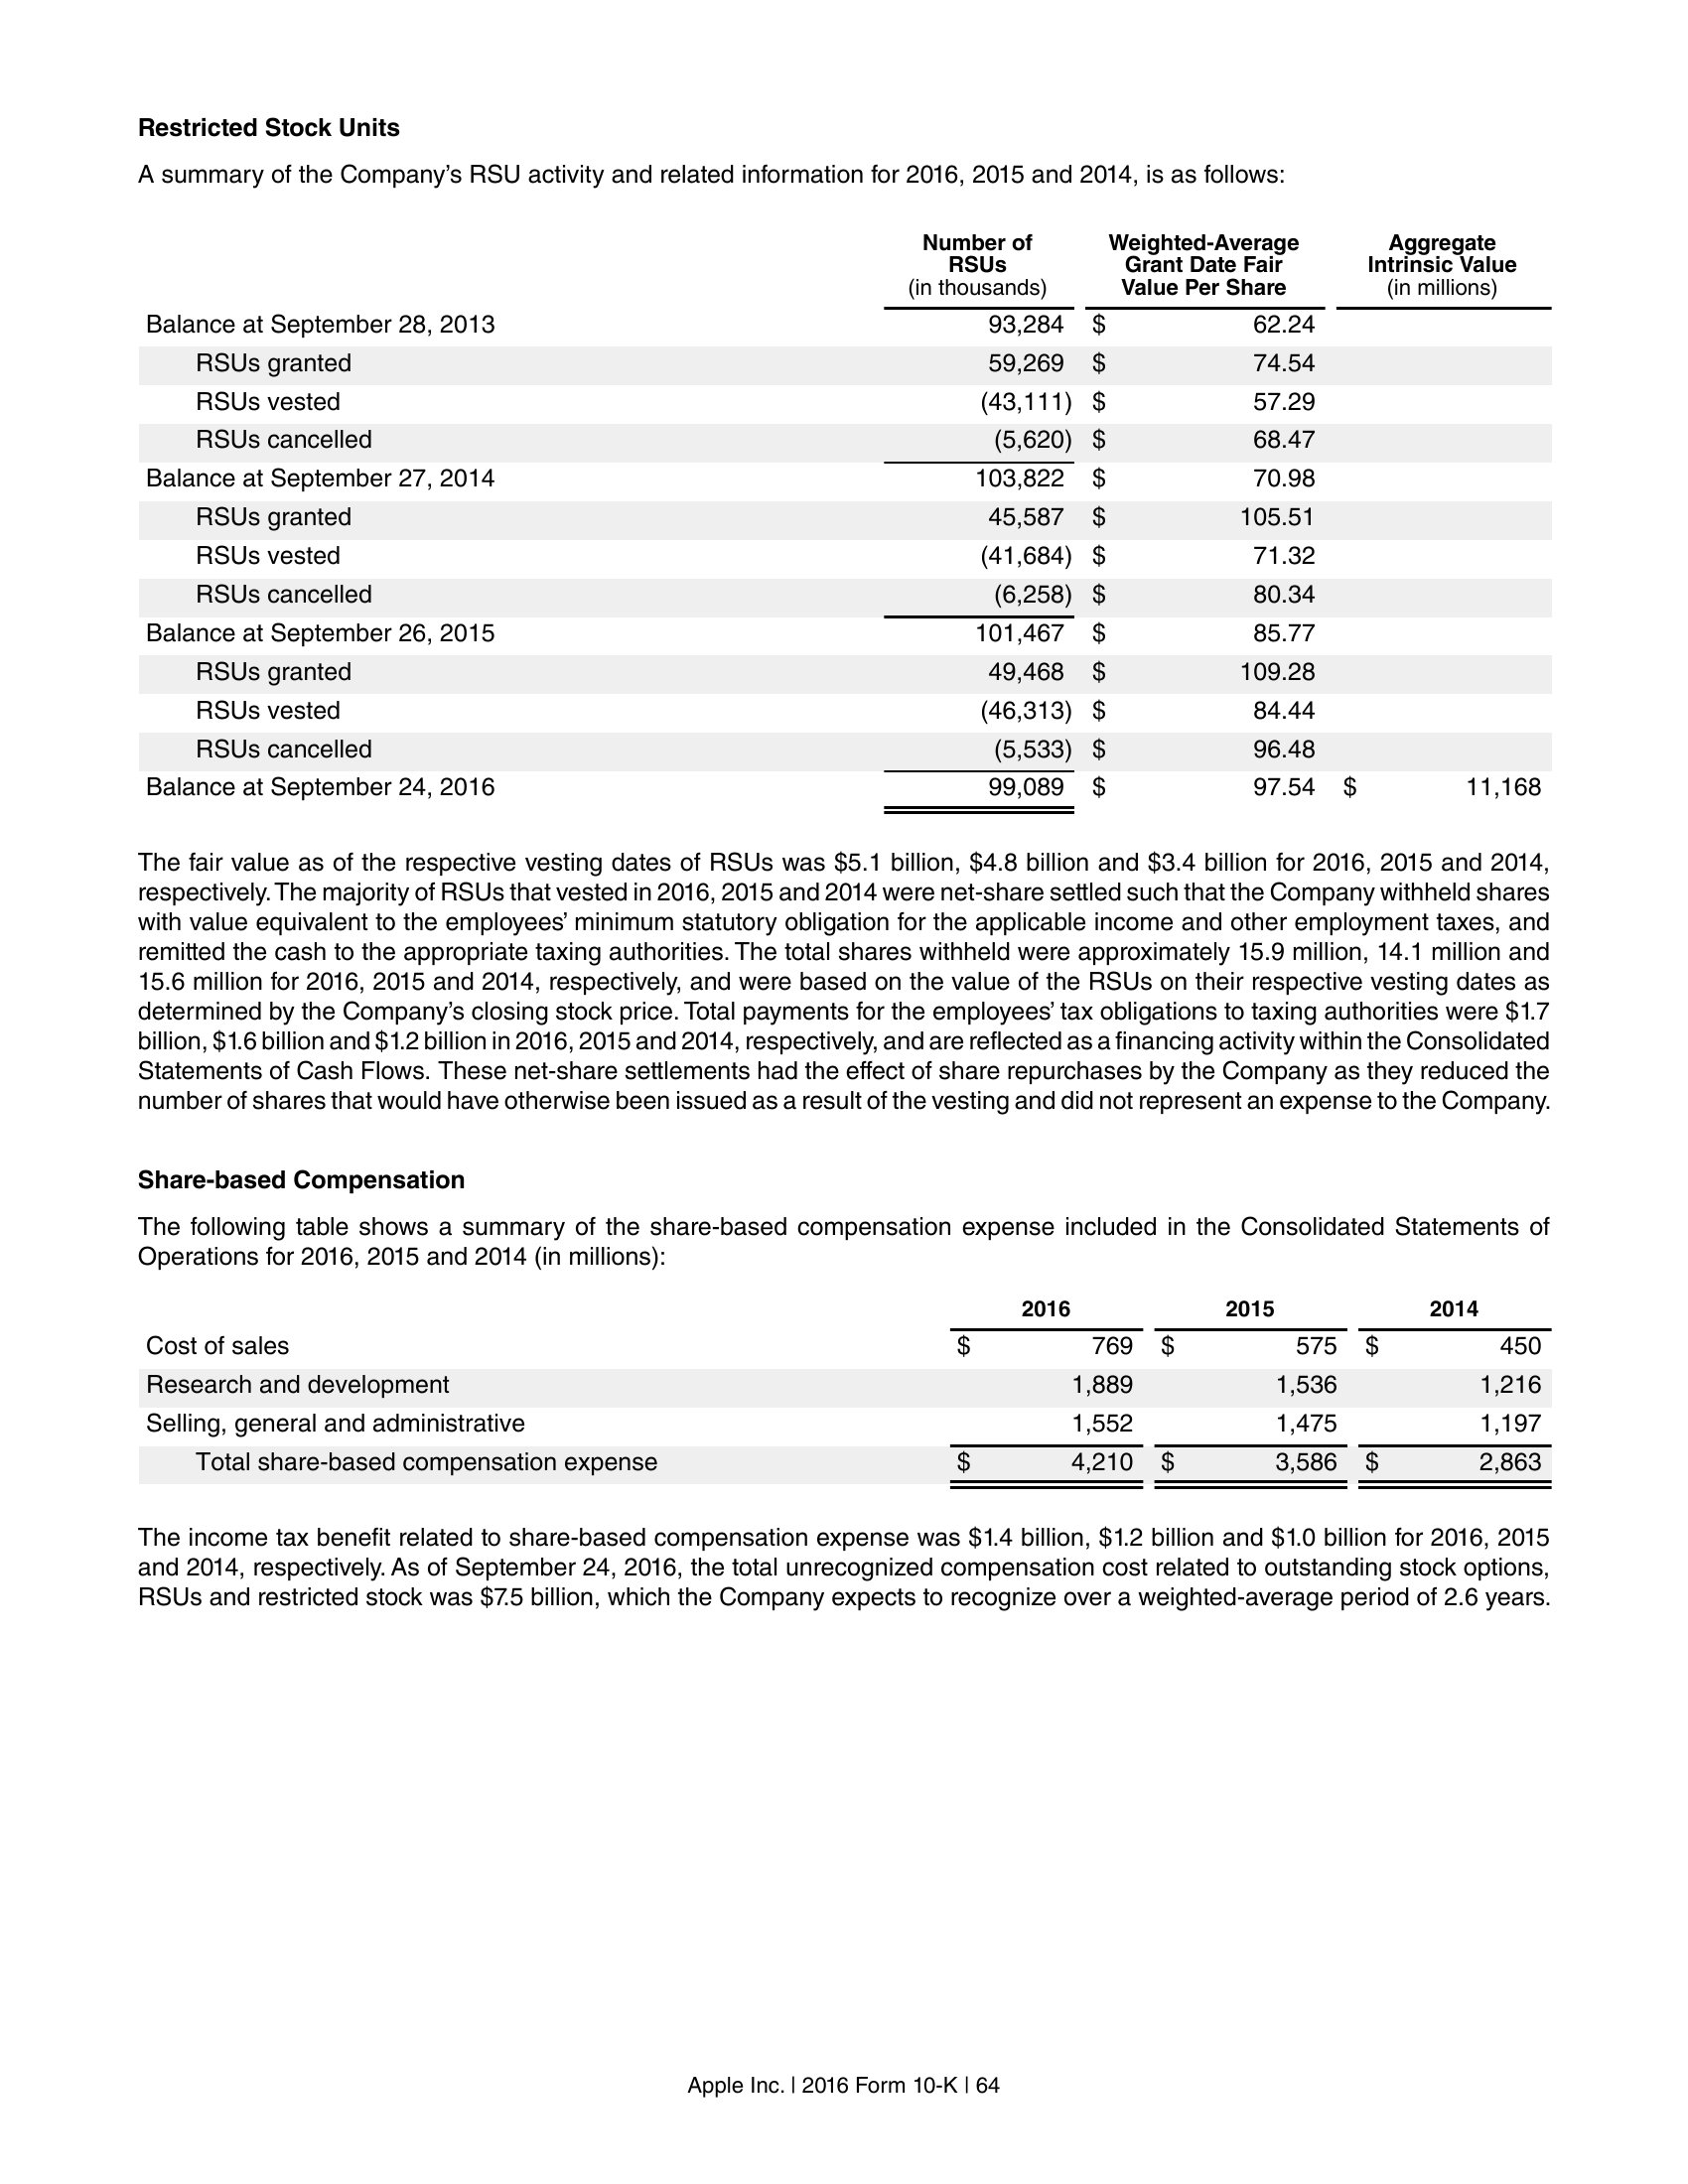 Restricted Stock Units
A summary of the Company’s RSU activity and related information for 2016, 2015 and 2014, is as follows:
Number of RSUs (in thousands) Weighted-Average Grant Date Fair Value Per Share Aggregate Intrinsic Value (in millions)
Balance at September 28, 2013 93,284 $ 62.24
RSUs granted 59,269 $ 74.54
RSUs vested (43,111) $ 57.29
RSUs cancelled (5,620) $ 68.47
Balance at September 27, 2014 103,822 $ 70.98
RSUs granted 45,587 $ 105.51
RSUs vested (41,684) $ 71.32
RSUs cancelled (6,258) $ 80.34
Balance at September 26, 2015 101,467 $ 85.77
RSUs granted 49,468 $ 109.28
RSUs vested (46,313) $ 84.44
RSUs cancelled (5,533) $ 96.48
Balance at September 24, 2016 99,089 $ 97.54 $ 11,168
The fair value as of the respective vesting dates of RSUs was $5.1 billion, $4.8 billion and $3.4 billion for 2016, 2015 and 2014,
respectively. The majority of RSUs that vested in 2016, 2015 and 2014 were net-share settled such that the Company withheld shares
with value equivalent to the employees’ minimum statutory obligation for the applicable income and other employment taxes, and
remitted the cash to the appropriate taxing authorities. The total shares withheld were approximately 15.9 million, 14.1 million and
15.6 million for 2016, 2015 and 2014, respectively, and were based on the value of the RSUs on their respective vesting dates as
determined by the Company’s closing stock price. Total payments for the employees’ tax obligations to taxing authorities were $1.7
billion, $1.6 billion and $1.2 billion in 2016, 2015 and 2014, respectively, and are reflected as a financing activity within the Consolidated
Statements of Cash Flows. These net-share settlements had the effect of share repurchases by the Company as they reduced the
number of shares that would have otherwise been issued as a result of the vesting and did not represent an expense to the Company.
Share-based Compensation
The following table shows a summary of the share-based compensation expense included in the Consolidated Statements of
Operations for 2016, 2015 and 2014 (in millions):
2016 2015 2014
Cost of sales $ 769 $ 575 $ 450
Research and development 1,889 1,536 1,216
Selling, general and administrative 1,552 1,475 1,197
Total share-based compensation expense $ 4,210 $ 3,586 $ 2,863
The income tax benefit related to share-based compensation expense was $1.4 billion, $1.2 billion and $1.0 billion for 2016, 2015
and 2014, respectively. As of September 24, 2016, the total unrecognized compensation cost related to outstanding stock options,
RSUs and restricted stock was $7.5 billion, which the Company expects to recognize over a weighted-average period of 2.6 years.
Apple Inc. | 2016 Form 10-K | 64